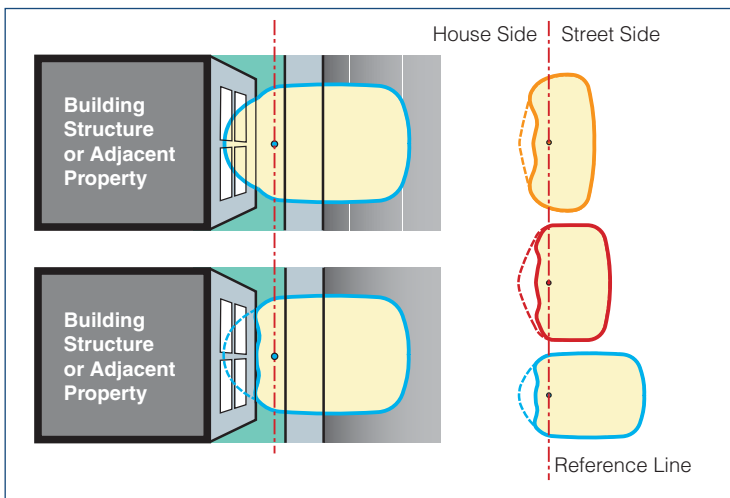 House Side
Street Side
Building
Structure
or Adjacent
Property
Building
Structure
or Adjacent
Property
Reference Line